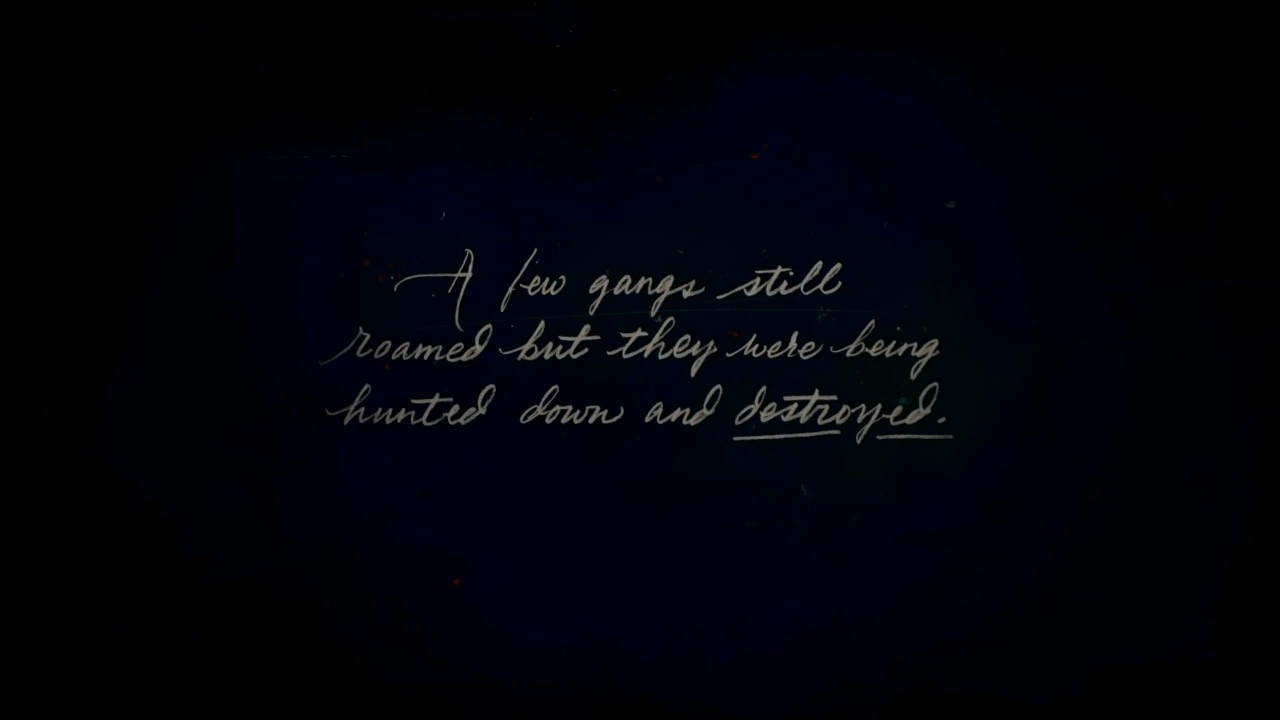 A few gangs still
roamed but they were being
hunted down and destroyed.